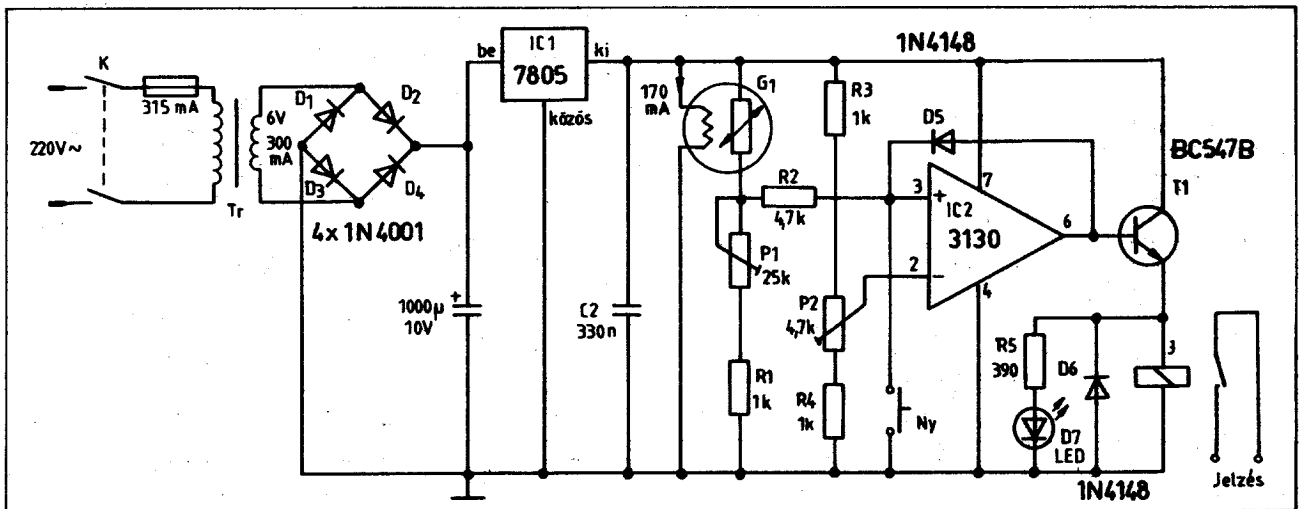 K
315 mA
220V~
Tr
6V
300
mA
D1
D2
D3
D4
4x 1N4001
1000µ
10V
+
be
IC1
7805
ki
közös
C2
330n
170
mA
G1
P1
25k
R1
1k
R2
4,7k
R3
1k
P2
4,7k
R4
1k
Ny
1N4148
D5
3
+
2
−
7
IC2
3130
4
6
BC547B
T1
R5
390
D6
D7
LED
3
1N4148
Jelzés